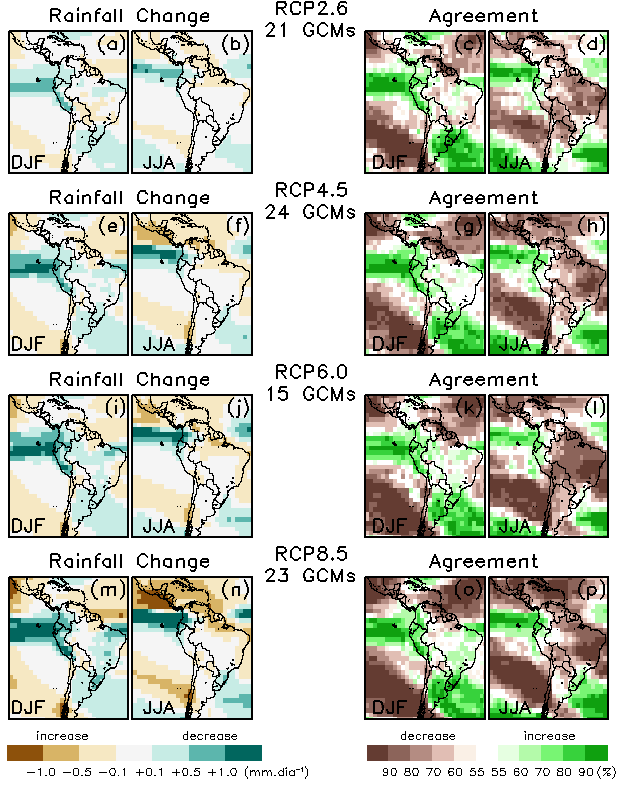 RCP2.6
21 GCMs
Rainfall Change
Agreement
(a) (b) (c) (d)
DJF JJA DJF JJA
RCP4.5
24 GCMs
Rainfall Change
Agreement
(e) (f) (g) (h)
DJF JJA DJF JJA
RCP6.0
15 GCMs
Rainfall Change
Agreement
(i) (j) (k) (l)
DJF JJA DJF JJA
RCP8.5
23 GCMs
Rainfall Change
Agreement
(m) (n) (o) (p)
DJF JJA DJF JJA
increase decrease decrease increase
-1.0 -0.5 -0.1 +0.1 +0.5 +1.0 (mm.dia⁻¹) 90 80 70 60 55 55 60 70 80 90 (%)